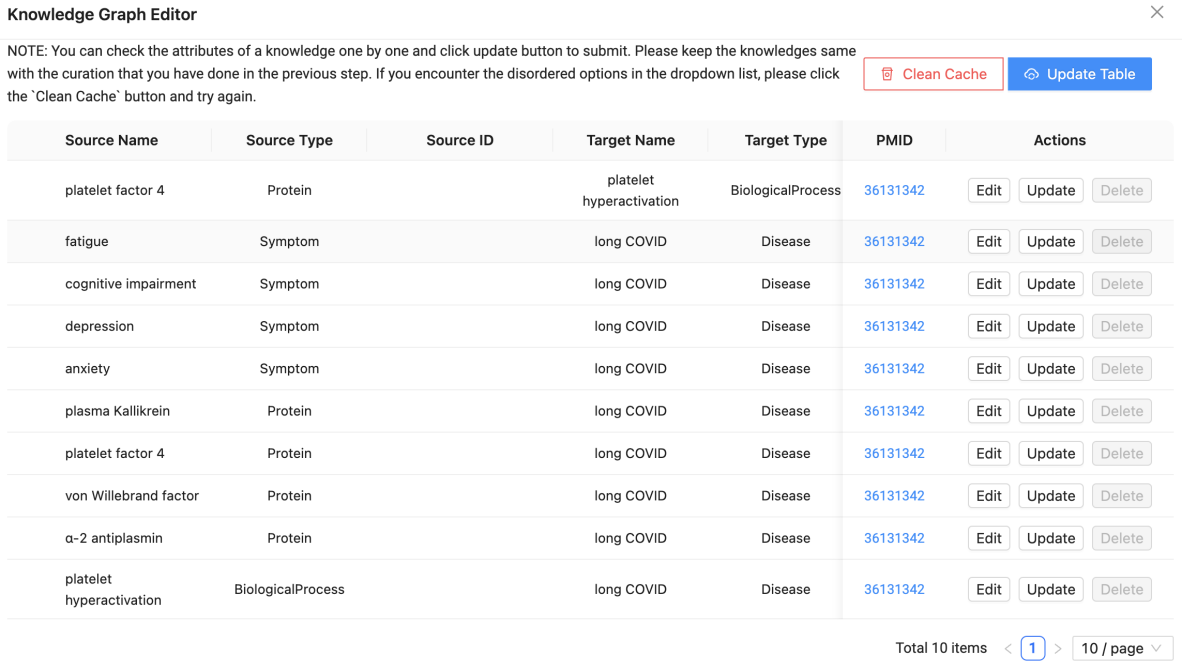 Knowledge Graph Editor
NOTE: You can check the attributes of a knowledge one by one and click update button to submit. Please keep the knowledges same
with the curation that you have done in the previous step. If you encounter the disordered options in the dropdown list, please click
the `Clean Cache` button and try again.
Clean Cache Update Table
Source Name Source Type Source ID Target Name Target Type PMID Actions
platelet factor 4 Protein platelet hyperactivation BiologicalProcess 36131342 Edit Update Delete
fatigue Symptom long COVID Disease 36131342 Edit Update Delete
cognitive impairment Symptom long COVID Disease 36131342 Edit Update Delete
depression Symptom long COVID Disease 36131342 Edit Update Delete
anxiety Symptom long COVID Disease 36131342 Edit Update Delete
plasma Kallikrein Protein long COVID Disease 36131342 Edit Update Delete
platelet factor 4 Protein long COVID Disease 36131342 Edit Update Delete
von Willebrand factor Protein long COVID Disease 36131342 Edit Update Delete
α-2 antiplasmin Protein long COVID Disease 36131342 Edit Update Delete
platelet hyperactivation BiologicalProcess long COVID Disease 36131342 Edit Update Delete
Total 10 items < 1 > 10 / page